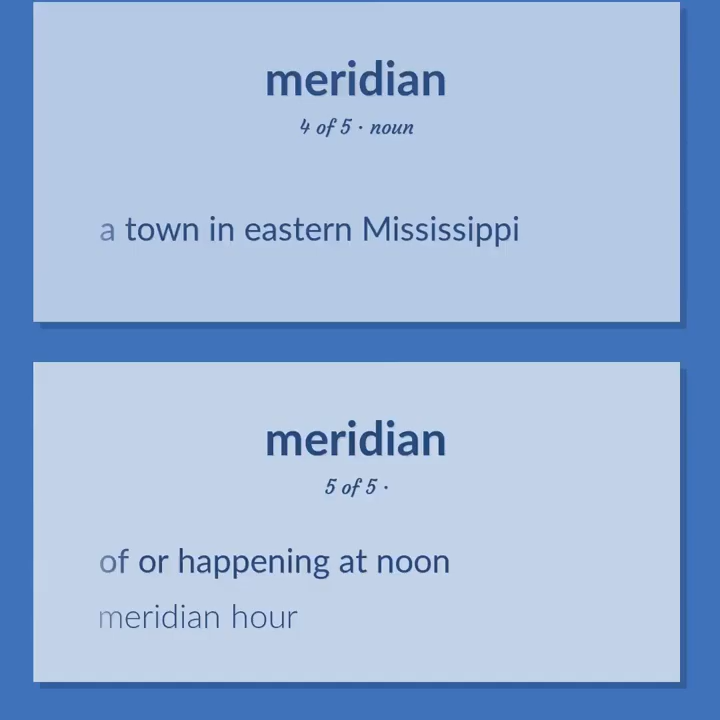 meridian
4 of 5 · noun
a town in eastern Mississippi
meridian
5 of 5 ·
of or happening at noon
meridian hour